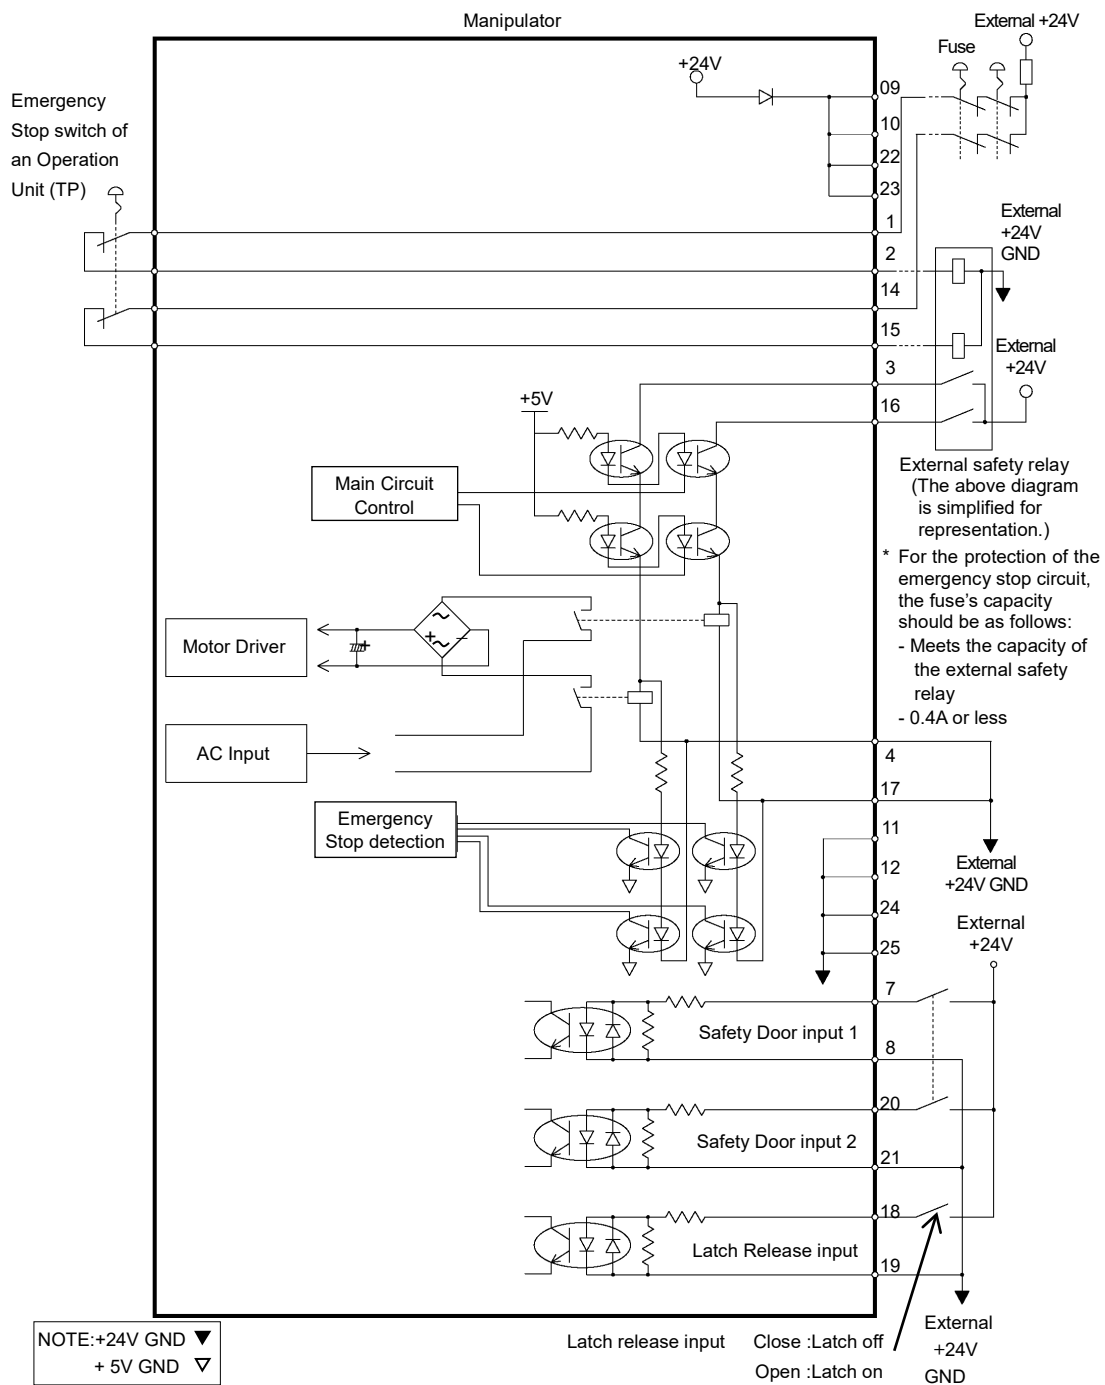 Manipulator
External +24V
Fuse
+24V
Emergency
Stop switch of
an Operation
Unit (TP)
09
10
22
23
1
2
14
15
3
16
External
+24V
GND
External
+24V
+5V
Main Circuit
Control
External safety relay
(The above diagram
is simplified for
representation.)
* For the protection of the
emergency stop circuit,
the fuse's capacity
should be as follows:
- Meets the capacity of
the external safety
relay
- 0.4A or less
Motor Driver
AC Input
4
17
11
12
24
25
Emergency
Stop detection
External
+24V GND
External
+24V
7
Safety Door input 1
8
20
Safety Door input 2
21
18
Latch Release input
19
External
+24V
GND
Latch release input Close :Latch off
Open :Latch on
NOTE:+24V GND ▼
+ 5V GND ▽